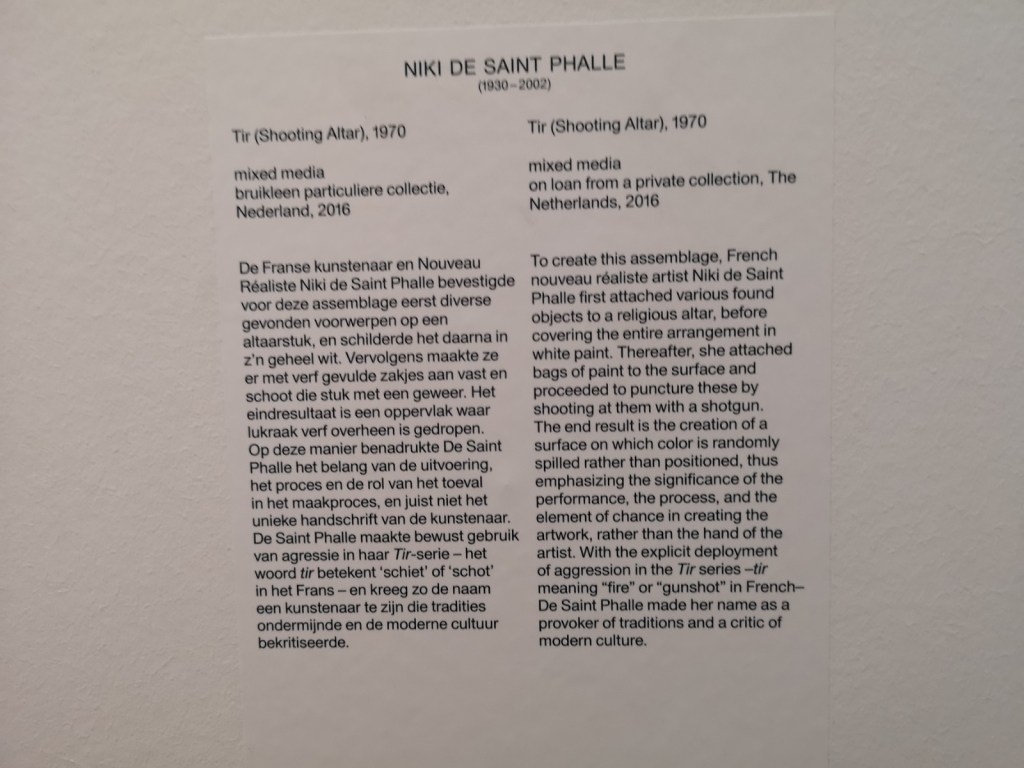 NIKI DE SAINT PHALLE
(1930–2002)
Tir (Shooting Altar), 1970
mixed media
bruikleen particuliere collectie,
Nederland, 2016
De Franse kunstenaar en Nouveau
Réaliste Niki de Saint Phalle bevestigde
voor deze assemblage eerst diverse
gevonden voorwerpen op een
altaarstuk, en schilderde het daarna in
z'n geheel wit. Vervolgens maakte ze
er met verf gevulde zakjes aan vast en
schoot die stuk met een geweer. Het
eindresultaat is een oppervlak waar
lukraak verf overheen is gedropen.
Op deze manier benadrukte De Saint
Phalle het belang van de uitvoering,
het proces en de rol van het toeval
in het maakproces, en juist niet het
unieke handschrift van de kunstenaar.
De Saint Phalle maakte bewust gebruik
van agressie in haar Tir-serie – het
woord tir betekent ‘schiet’ of ‘schot’
in het Frans – en kreeg zo de naam
een kunstenaar te zijn die tradities
ondermijnde en de moderne cultuur
bekritiseerde.
Tir (Shooting Altar), 1970
mixed media
on loan from a private collection, The
Netherlands, 2016
To create this assemblage, French
nouveau réaliste artist Niki de Saint
Phalle first attached various found
objects to a religious altar, before
covering the entire arrangement in
white paint. Thereafter, she attached
bags of paint to the surface and
proceeded to puncture these by
shooting at them with a shotgun.
The end result is the creation of a
surface on which color is randomly
spilled rather than positioned, thus
emphasizing the significance of the
performance, the process, and the
element of chance in creating the
artwork, rather than the hand of the
artist. With the explicit deployment
of aggression in the Tir series –tir
meaning “fire” or “gunshot” in French–
De Saint Phalle made her name as a
provoker of traditions and a critic of
modern culture.